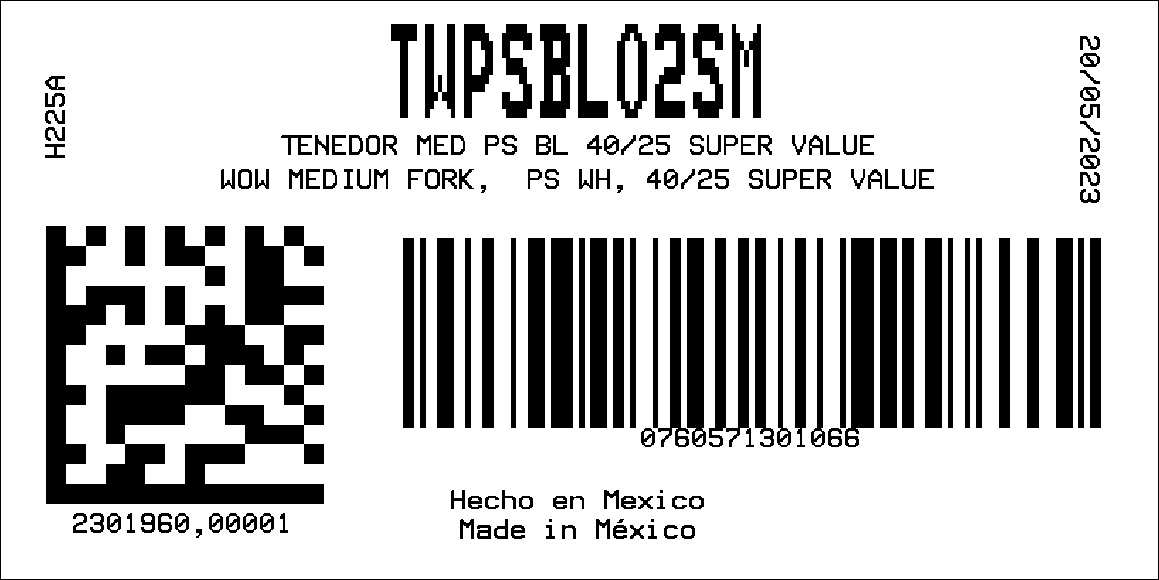 TWPSBL02SM
H225A
20/05/2023
TENEDOR MED PS BL 40/25 SUPER VALUE
WOW MEDIUM FORK,  PS WH, 40/25 SUPER VALUE
0760571301066
Hecho en Mexico
2301960,00001
Made in México